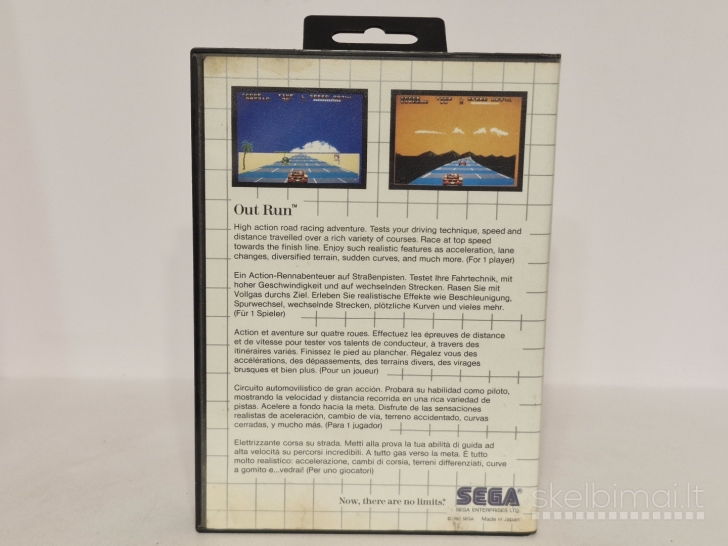 Out Run™
High action road racing adventure. Tests your driving technique, speed and
distance travelled over a rich variety of courses. Race at top speed
towards the finish line. Enjoy such realistic features as acceleration, lane
changes, diversified terrain, sudden curves, and much more. (For 1 player)
Ein Action-Rennabenteuer auf Straßenpisten. Testet Ihre Fahrtechnik, mit
hoher Geschwindigkeit und auf wechselnden Strecken. Rasen Sie mit
Vollgas durchs Ziel. Erleben Sie realistische Effekte wie Beschleunigung,
Spurwechsel, wechselnde Strecken, plötzliche Kurven und vieles mehr.
(Für 1 Spieler)
Action et aventure sur quatre roues. Effectuez les épreuves de distance
et de vitesse pour tester vos talents de conducteur, à travers des
itinéraires variés. Finissez le pied au plancher. Régalez vous des
accélérations, des dépassements, des terrains divers, des virages
brusques et bien plus. (Pour un joueur)
Circuito automovilístico de gran acción. Probará su habilidad como piloto,
mostrando la velocidad y distancia recorrida en una rica variedad de
pistas. Acelere a fondo hacia la meta. Disfrute de las sensaciones
realistas de aceleración, cambio de via, terreno accidentado, curvas
cerradas, y mucho más. (Para 1 jugador)
Elettrizzante corsa su strada. Metti alla prova la tua abilità di guida ad
alta velocità su percorsi incredibili. A tutto gas verso la meta. È tutto
molto realistico: accelerazione, cambi di corsia, terreni differenziati, curve
a gomito e...vedrai! (Per uno giocatori)
Now, there are no limits!
SEGA®
SEGA ENTERPRISES LTD.
SEGA Made in Japan
skelbimai.lt